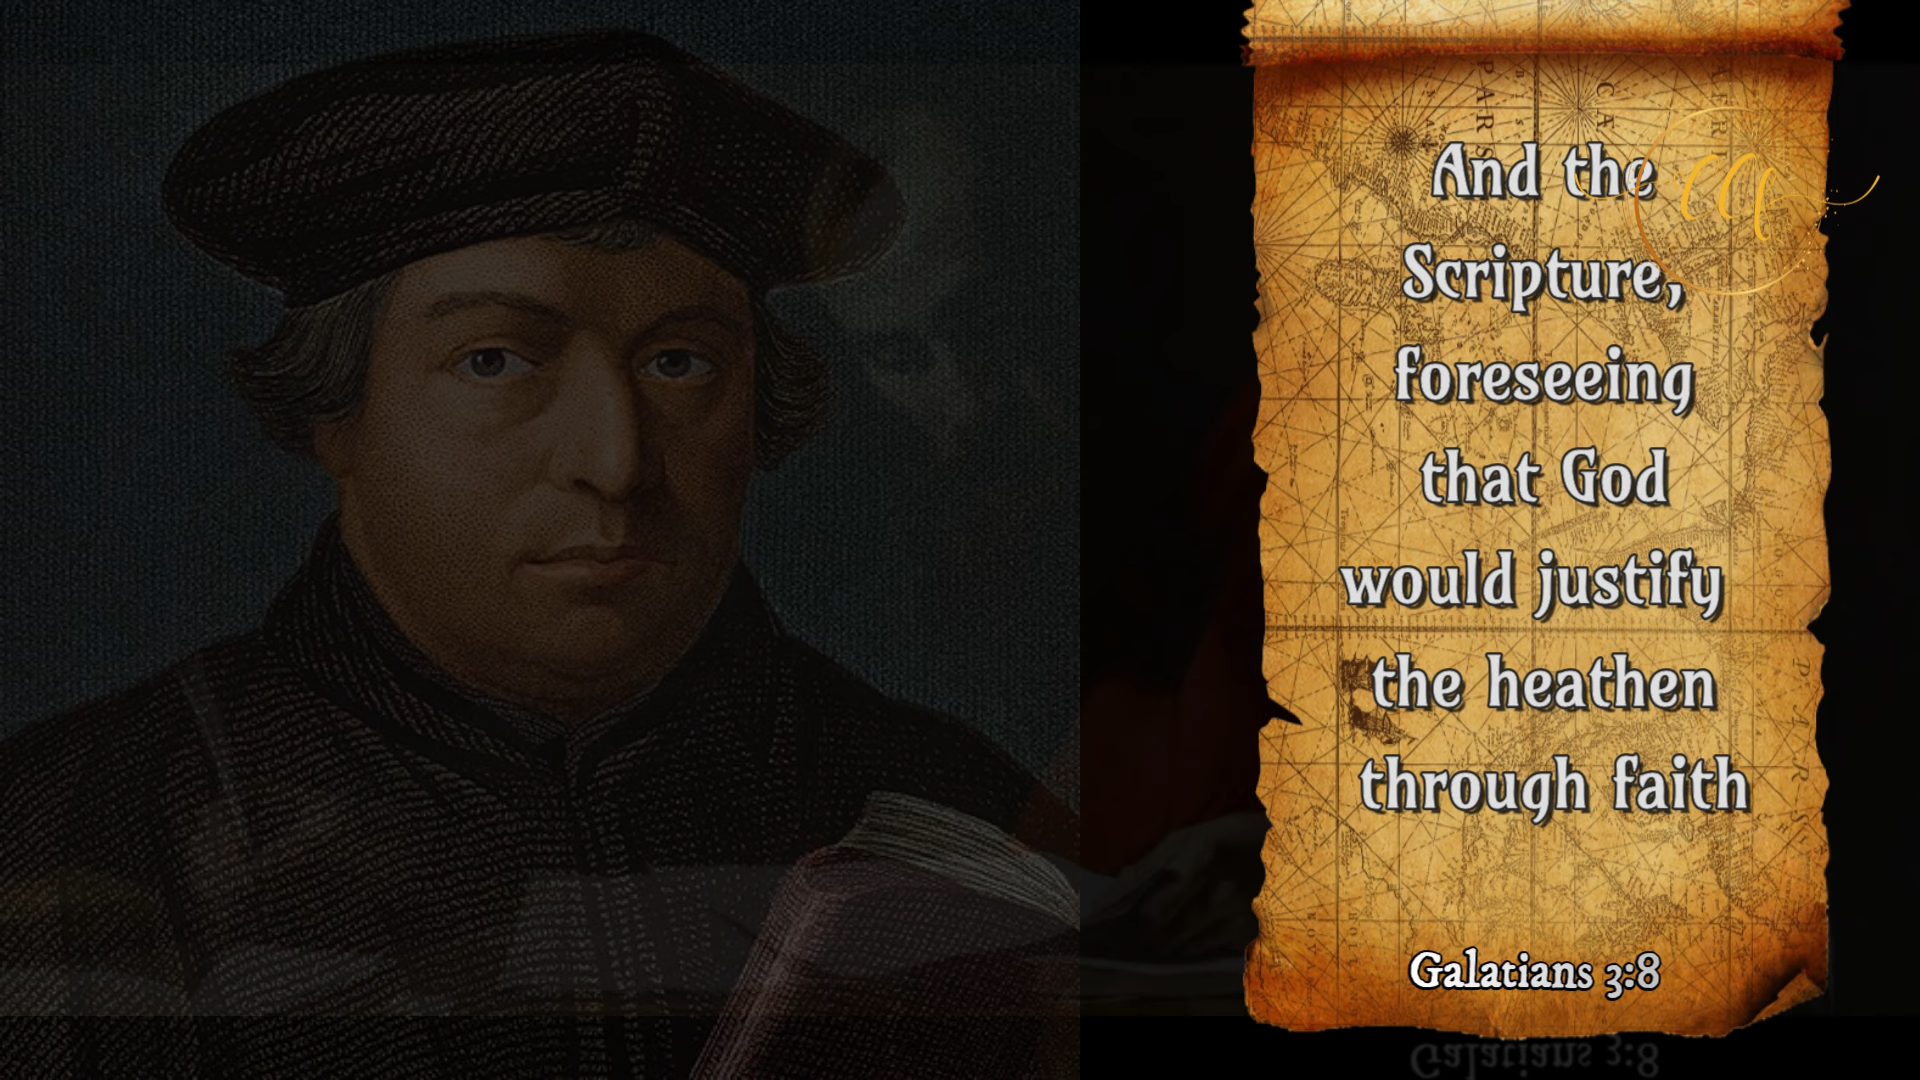 And the
Scripture,
foreseeing
that God
would justify
the heathen
through faith
Galatians 3:8